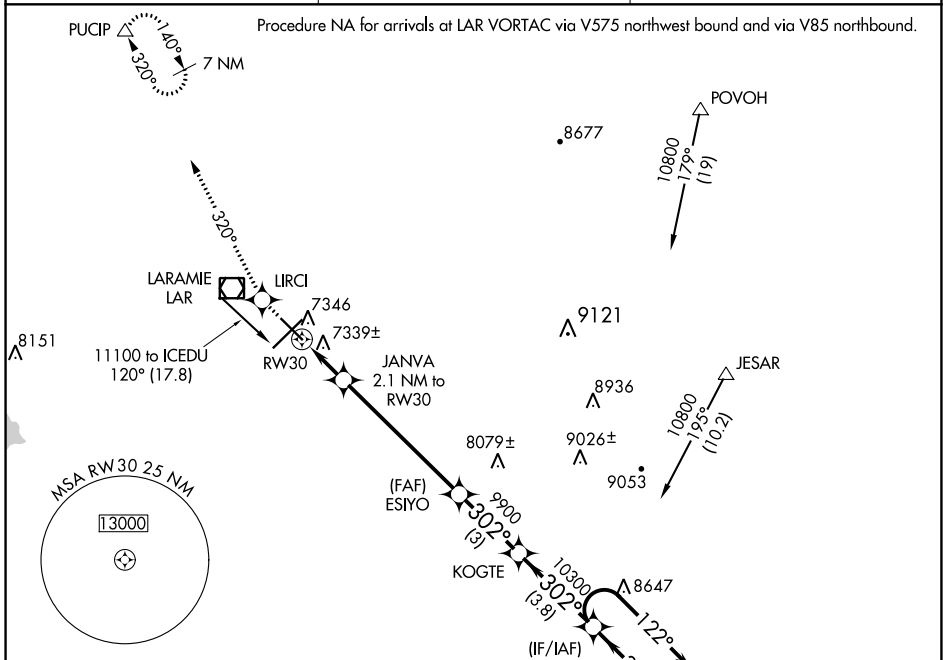 Procedure NA for arrivals at LAR VORTAC via V575 northwest bound and via V85 northbound.
PUCIP
140°
320°
7 NM
POVOH
8677
10800
179°
(19)
320°
LARAMIE
LAR
LIRCI
7346
7339±
9121
8151
11100 to ICEDU
120° (17.8)
RW30
JANVA
2.1 NM to
RW30
JESAR
8936
10800
195°
(10.2)
8079±
9026±
9053
MSA RW30 25 NM
13000
(FAF)
ESIYO
9900
302°
(3)
KOGTE
10300
302°
(3.8)
8647
122°
(IF/IAF)